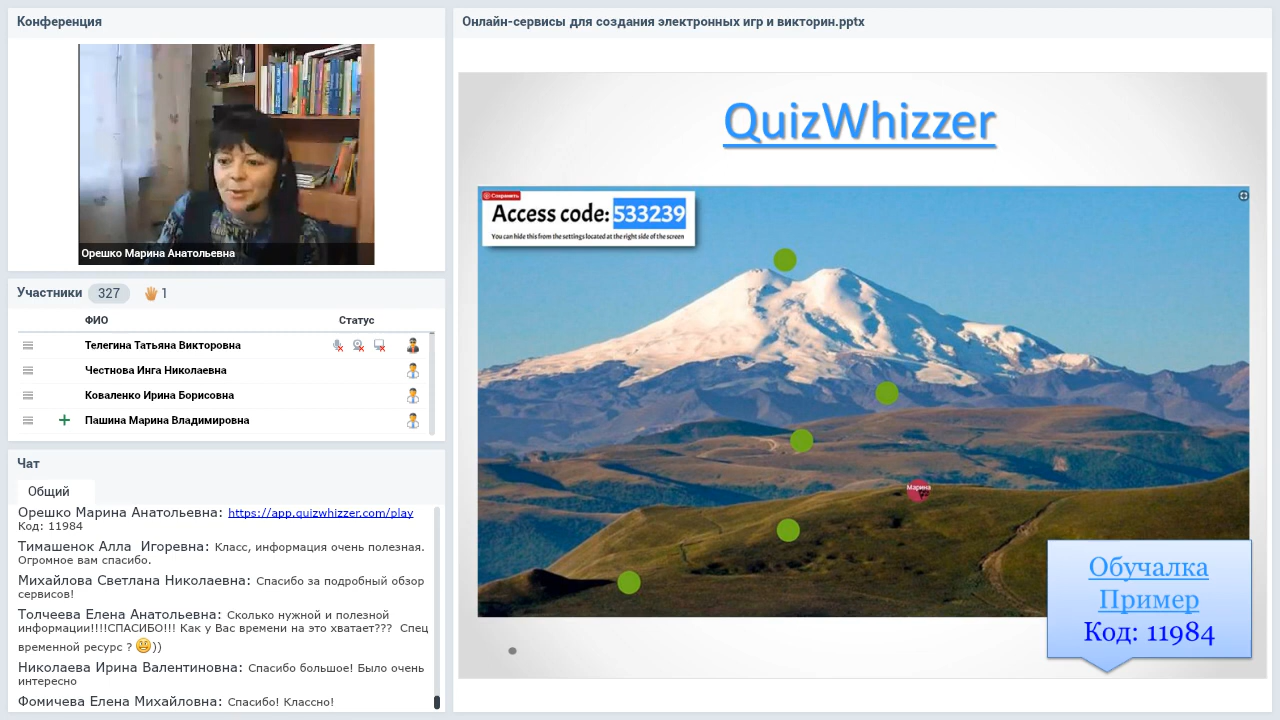 Конференция
Орешко Марина Анатольевна
Участники 327 1
ФИО Статус
Телегина Татьяна Викторовна
Честнова Инга Николаевна
Коваленко Ирина Борисовна
Пашина Марина Владимировна
Чат
Общий
Орешко Марина Анатольевна: https://app.quizwhizzer.com/play
Код: 11984
Тимашенок Алла Игоревна: Класс, информация очень полезная.
Огромное вам спасибо.
Михайлова Светлана Николаевна: Спасибо за подробный обзор
сервисов!
Толчеева Елена Анатольевна: Сколько нужной и полезной
информации!!!!СПАСИБО!!! Как у Вас времени на это хватает??? Спец
временной ресурс ? ))
Николаева Ирина Валентиновна: Спасибо большое! Было очень
интересно
Фомичева Елена Михайловна: Спасибо! Классно!
Онлайн-сервисы для создания электронных игр и викторин.pptx
QuizWhizzer
Сохранить
Access code: 533239
You can hide this from the settings located at the right side of the screen
Марина
Обучалка
Пример
Код: 11984